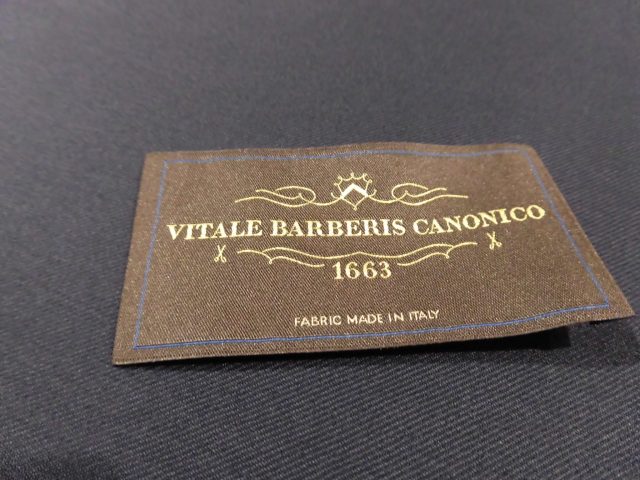 VITALE BARBERIS CANONICO
1663
FABRIC MADE IN ITALY